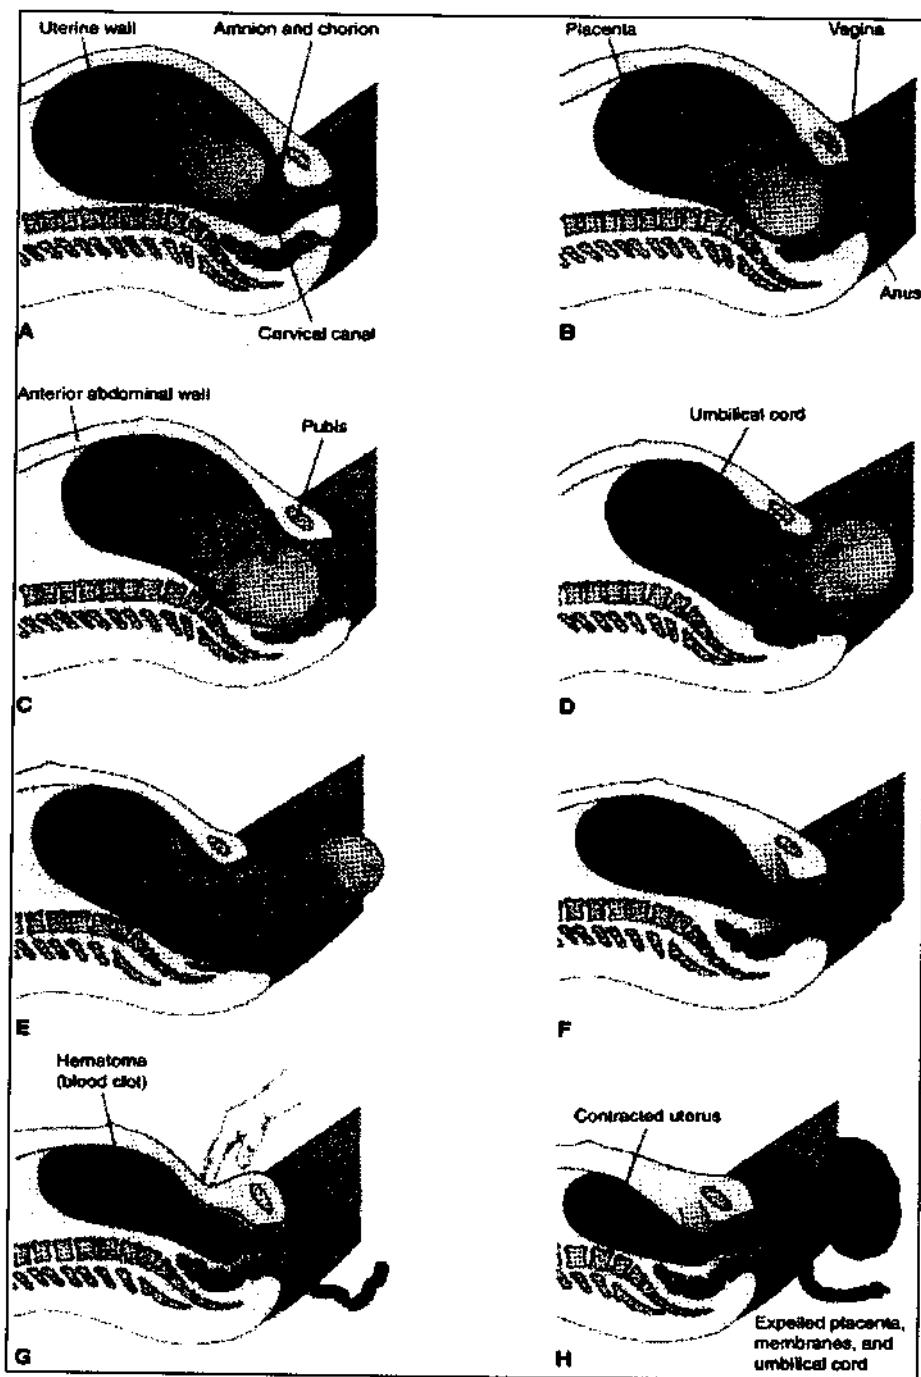 Uterine wall
Amnion and chorion
Placenta
Vagina
A
Cervical canal
B
Anus
Anterior abdominal wall
Pubis
Umbilical cord
C
D
E
F
Hematoma
(blood clot)
Contracted uterus
G
H
Expelled placenta,
membranes, and
umbilical cord